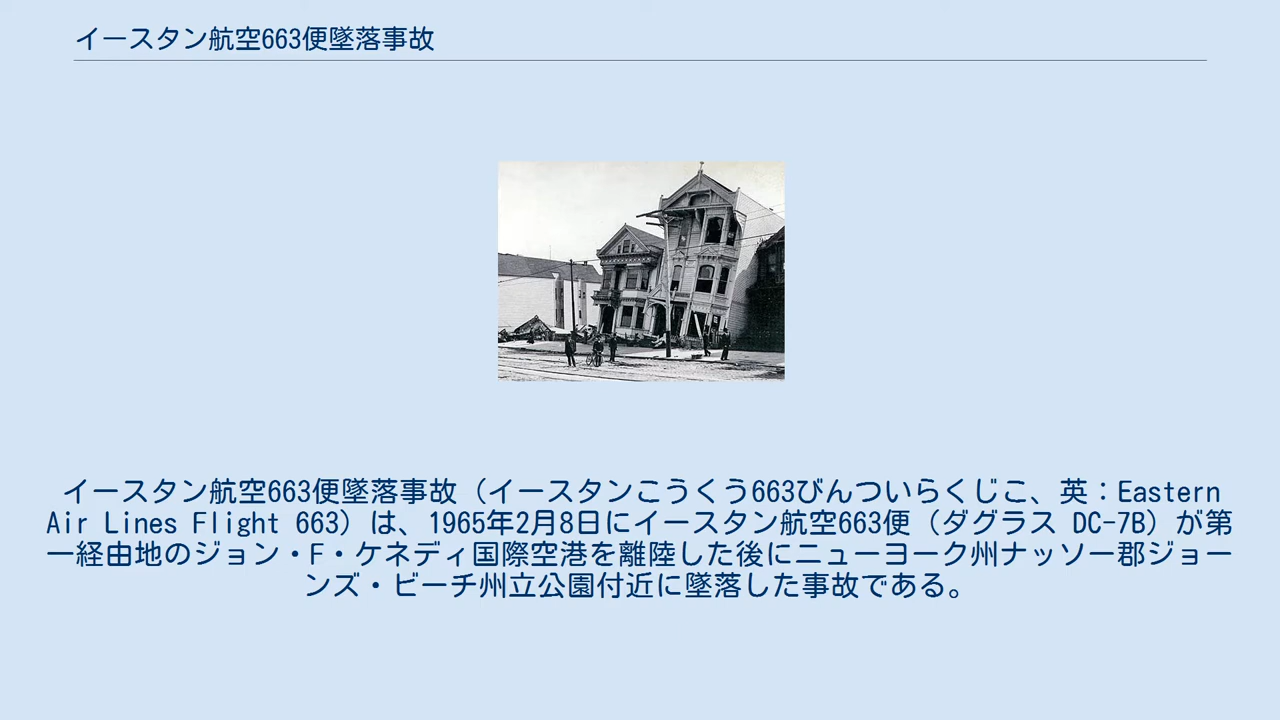 イースタン航空663便墜落事故
イースタン航空663便墜落事故（イースタンこうくう663びんついらくじこ、英：Eastern
Air Lines Flight 663）は、1965年2月8日にイースタン航空663便（ダグラス DC-7B）が第
一経由地のジョン・F・ケネディ国際空港を離陸した後にニューヨーク州ナッソー郡ジョー
ンズ・ビーチ州立公園付近に墜落した事故である。